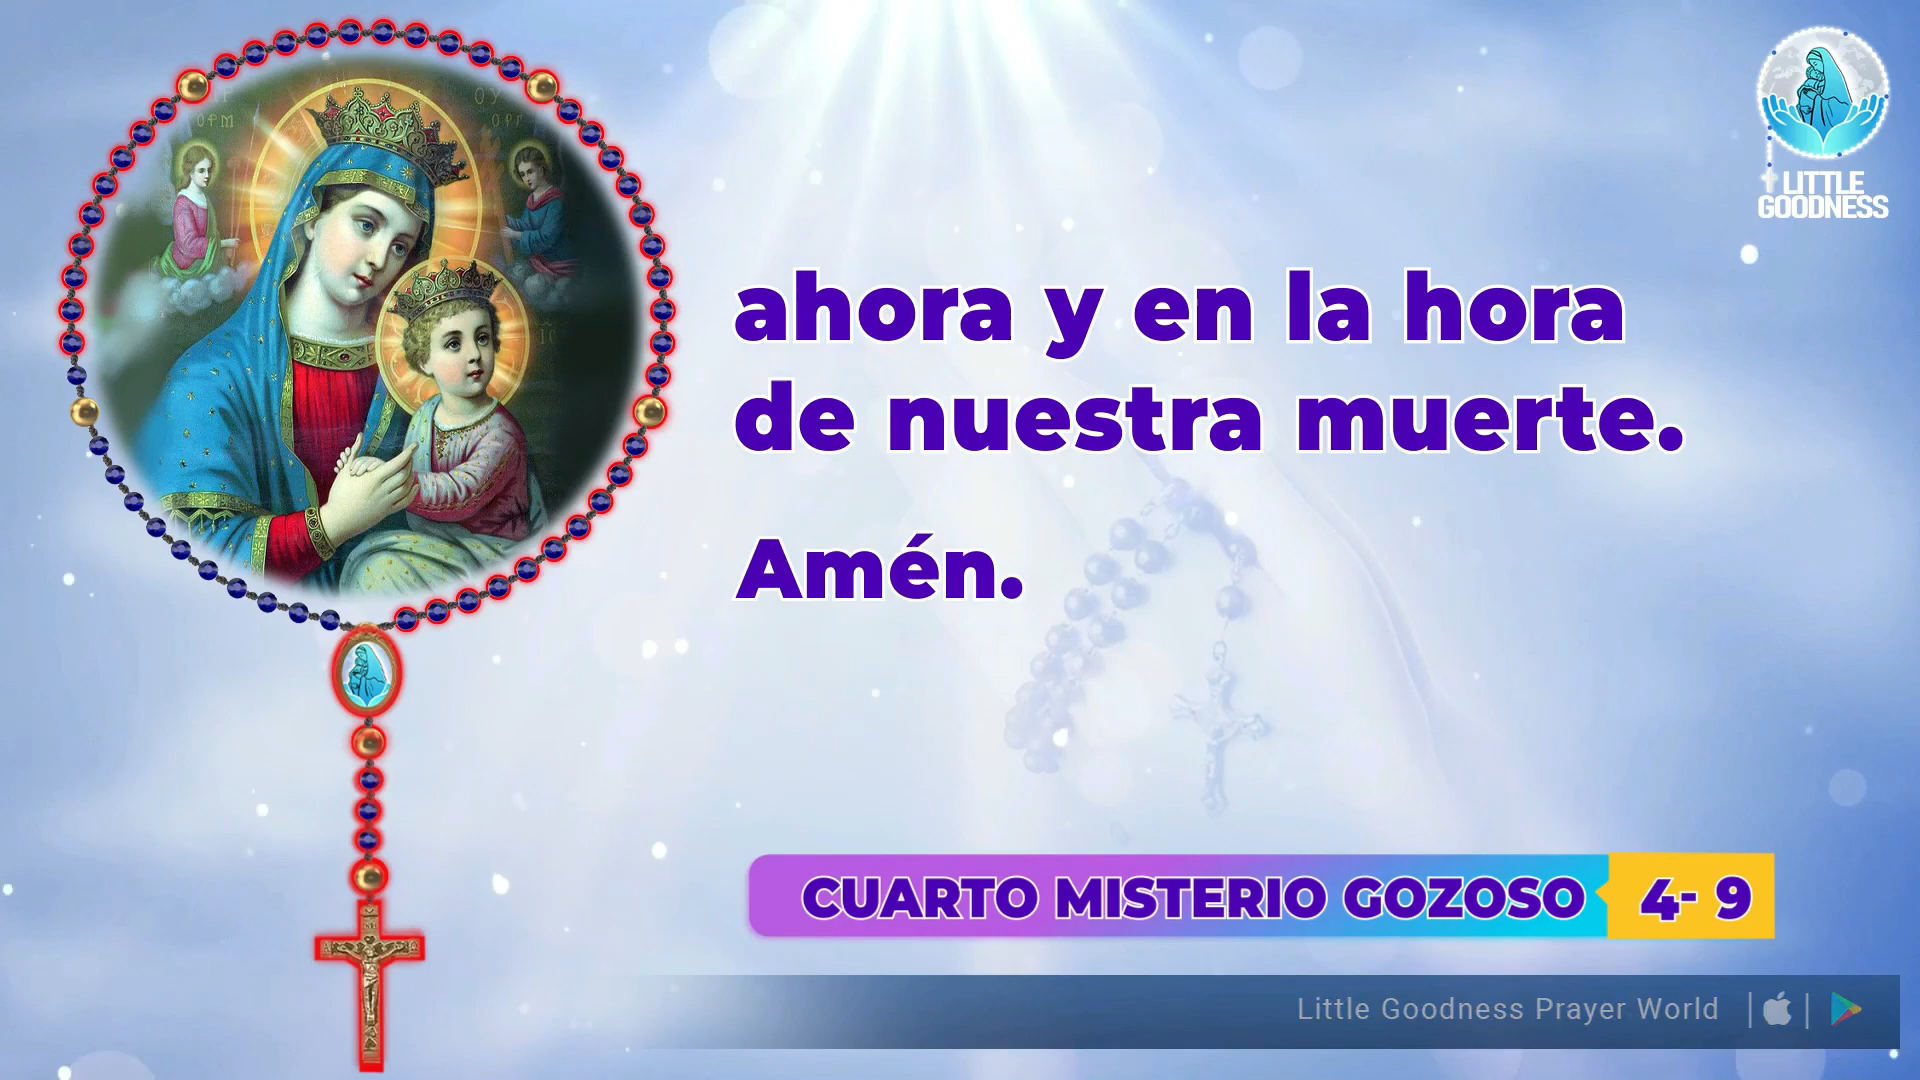 LITTLE
GOODNESS
ahora y en la hora
de nuestra muerte.
Amén.
CUARTO MISTERIO GOZOSO 4- 9
Little Goodness Prayer World